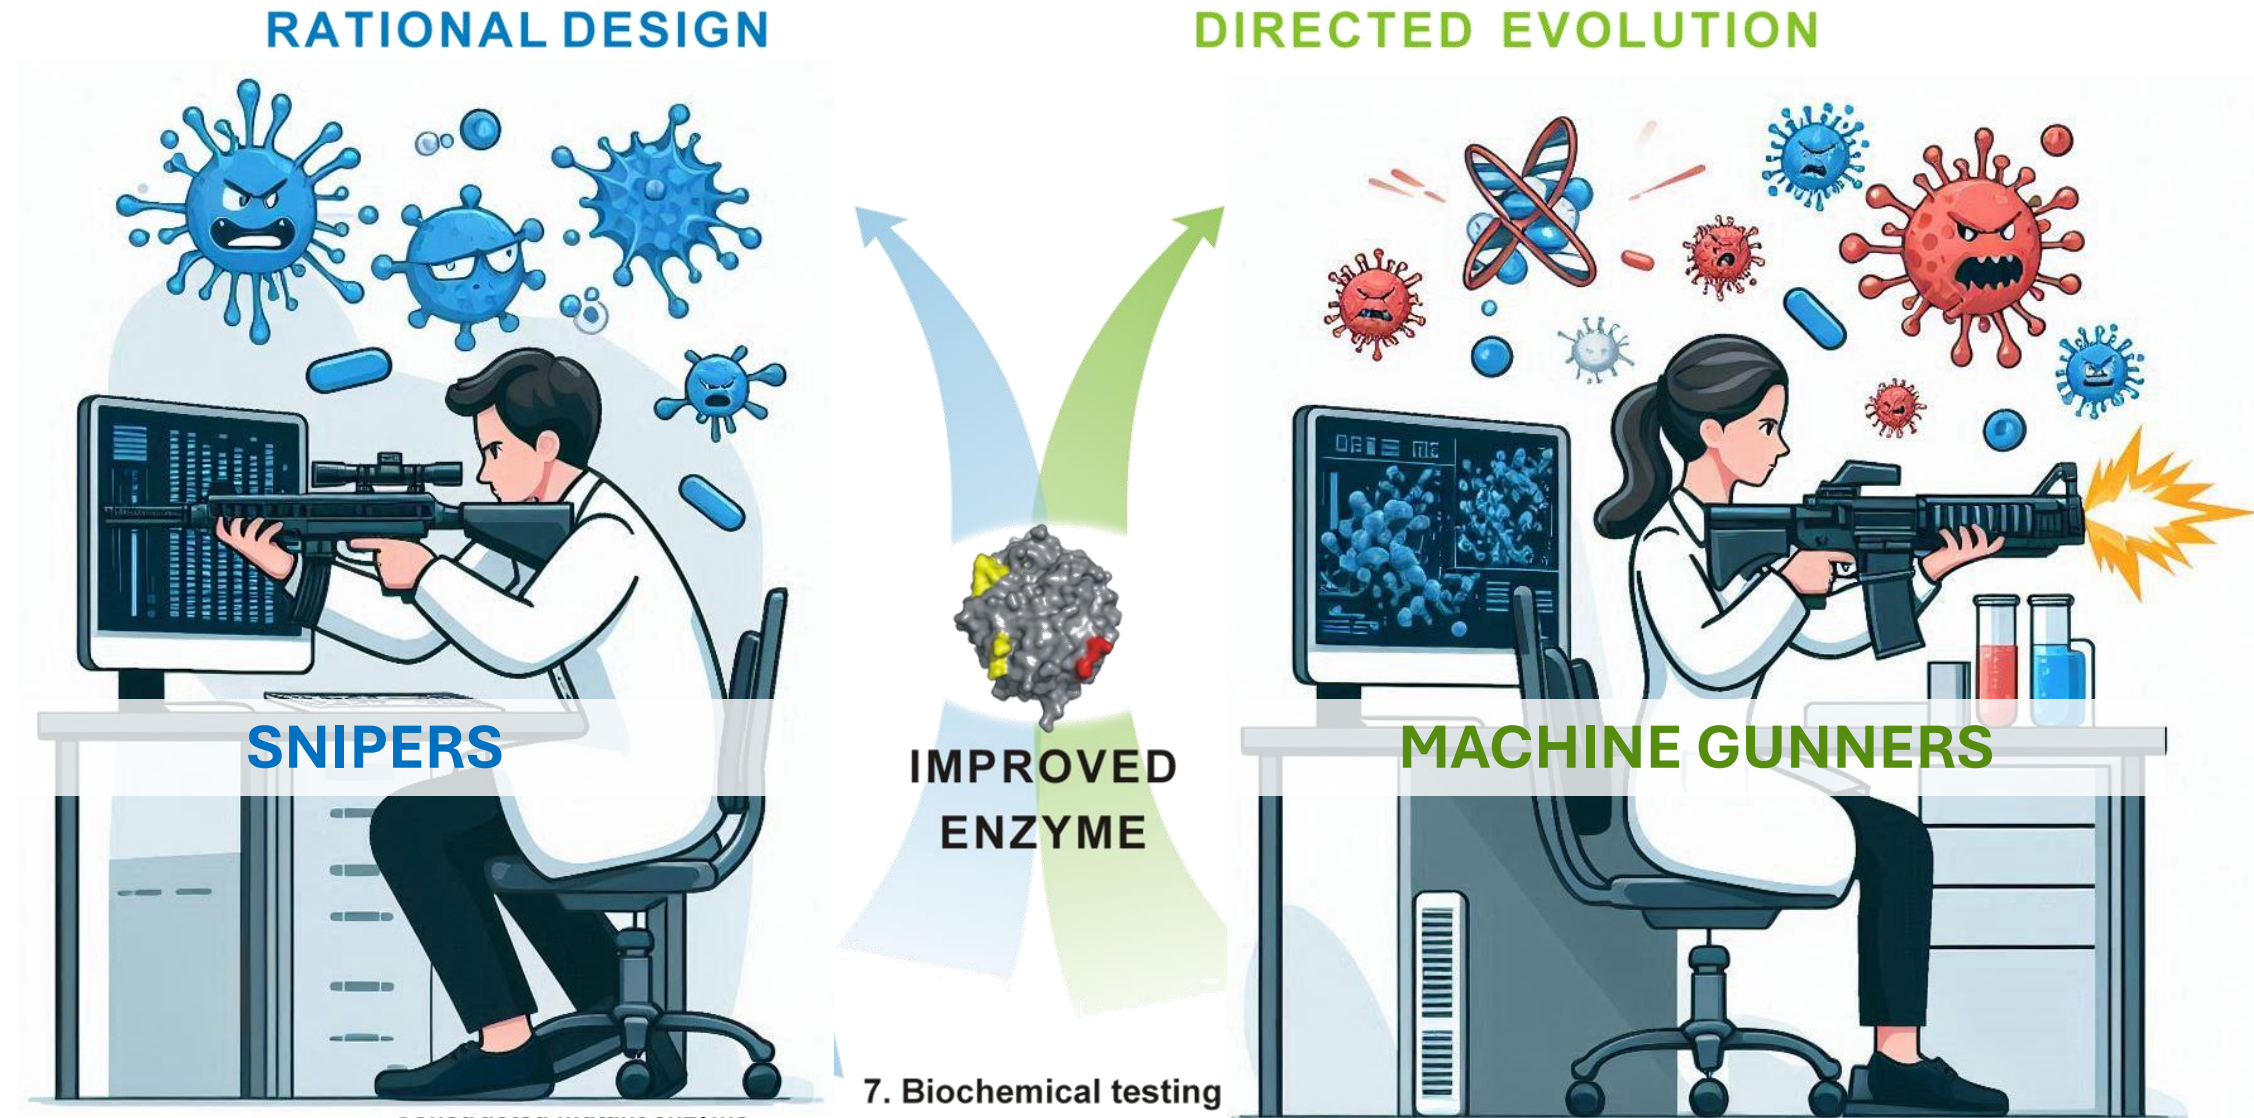 RATIONAL DESIGN
DIRECTED EVOLUTION
SNIPERS
MACHINE GUNNERS
IMPROVED
ENZYME
7. Biochemical testing